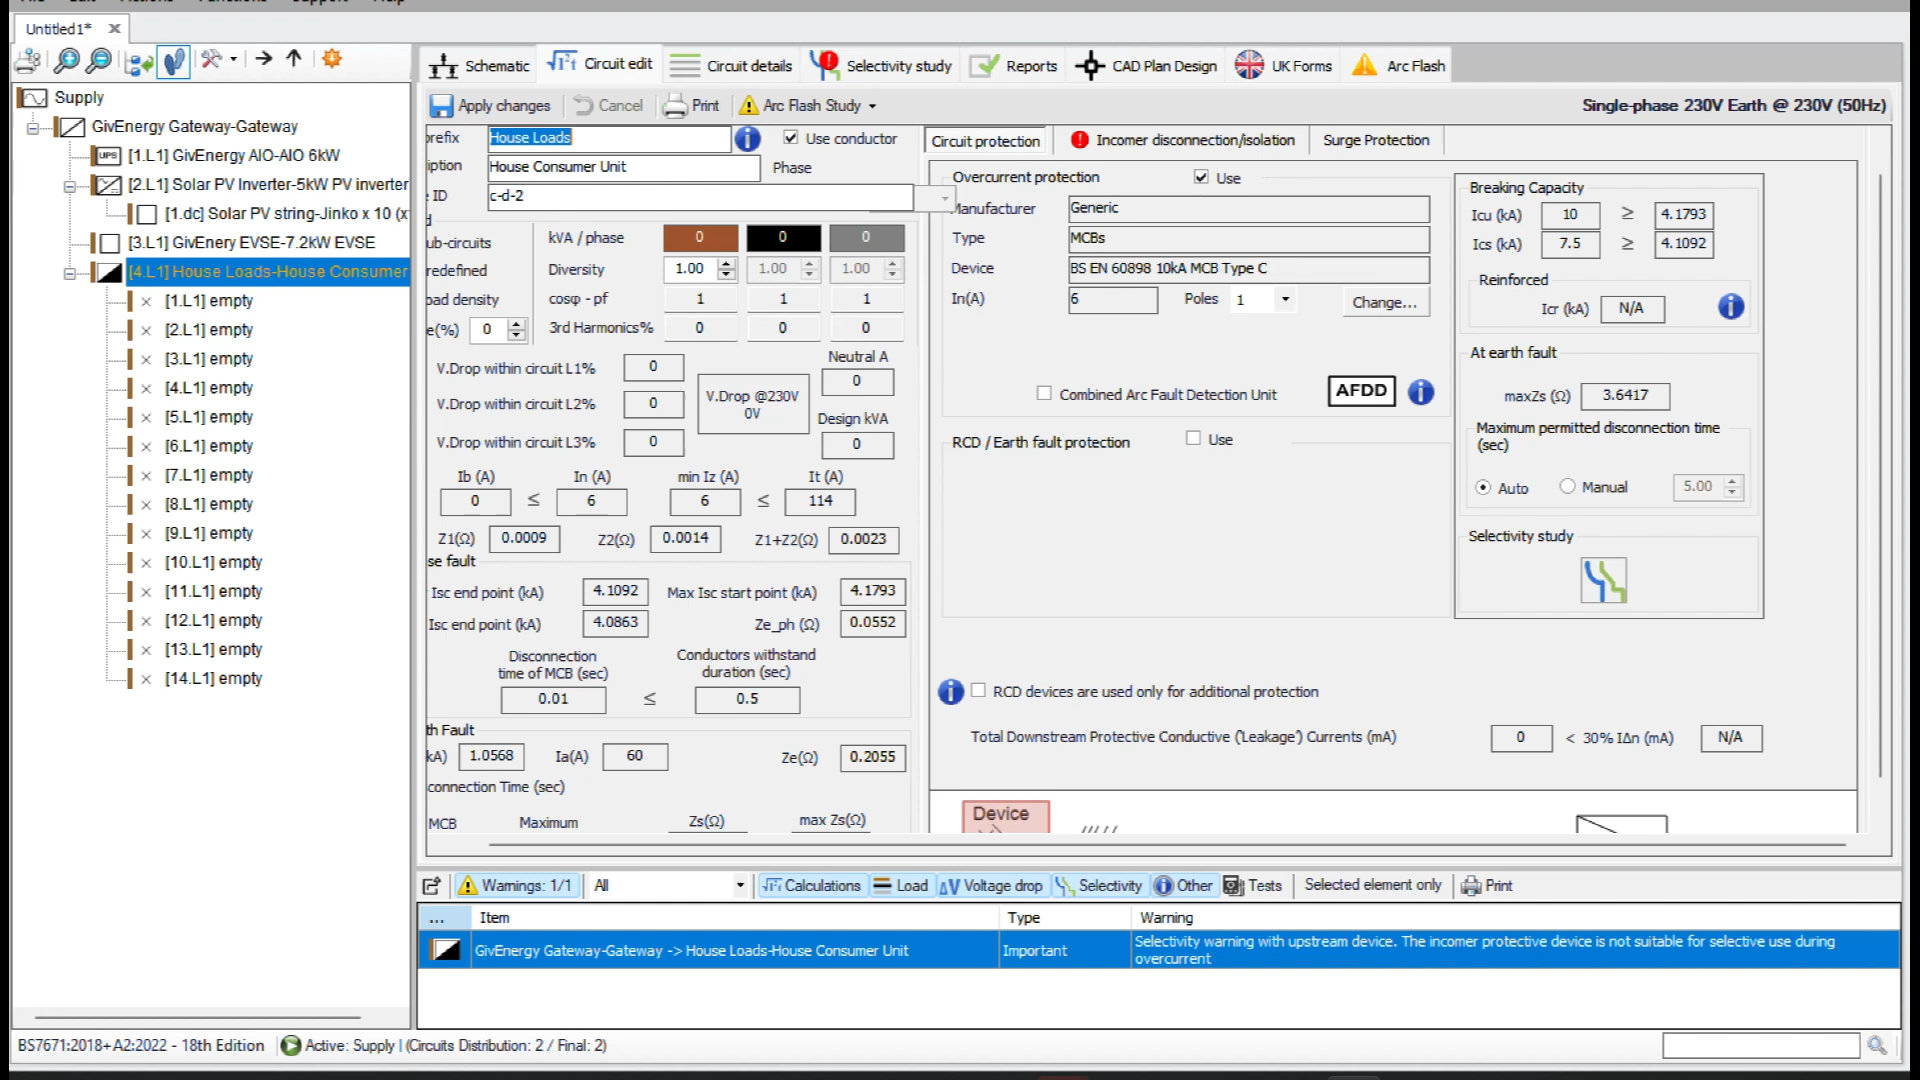 Untitled1*
Schematic
Circuit edit
Circuit details
Selectivity study
Reports
CAD Plan Design
UK Forms
Arc Flash
Apply changes
Cancel
Print
Arc Flash Study
Single-phase 230V Earth @ 230V (50Hz)
Supply
GivEnergy Gateway-Gateway
UPS
[1.L1] GivEnergy AIO-AIO 6kW
[2.L1] Solar PV Inverter-5kW PV inverter
[1.dc] Solar PV string-Jinko x 10 (x
[3.L1] GivEnery EVSE-7.2kW EVSE
[4.L1] House Loads-House Consumer
[1.L1] empty
[2.L1] empty
[3.L1] empty
[4.L1] empty
[5.L1] empty
[6.L1] empty
[7.L1] empty
[8.L1] empty
[9.L1] empty
[10.L1] empty
[11.L1] empty
[12.L1] empty
[13.L1] empty
[14.L1] empty
refix
House Loads
Use conductor
iption
House Consumer Unit
Phase
ID
c-d-2
d
ub-circuits
kVA / phase
0
0
0
redefined
Diversity
1.00
1.00
1.00
oad density
cosφ - pf
1
1
1
e(%)
0
3rd Harmonics%
0
0
0
V.Drop within circuit L1%
0
Neutral A
0
V.Drop within circuit L2%
0
V.Drop @230V
0V
Design kVA
0
V.Drop within circuit L3%
0
Ib (A)
In (A)
min Iz (A)
It (A)
0
≤
6
6
≤
114
Z1(Ω)
0.0009
Z2(Ω)
0.0014
Z1+Z2(Ω)
0.0023
se fault
Isc end point (kA)
4.1092
Max Isc start point (kA)
4.1793
Isc end point (kA)
4.0863
Ze_ph (Ω)
0.0552
Disconnection
time of MCB (sec)
Conductors withstand
duration (sec)
0.01
≤
0.5
th Fault
kA)
1.0568
Ia(A)
60
Ze(Ω)
0.2055
connection Time (sec)
MCB
Maximum
Zs(Ω)
max Zs(Ω)
Circuit protection
Incomer disconnection/isolation
Surge Protection
Overcurrent protection
Use
Manufacturer
Generic
Type
MCBs
Device
BS EN 60898 10kA MCB Type C
In(A)
6
Poles
1
Change...
Combined Arc Fault Detection Unit
AFDD
RCD / Earth fault protection
Use
Breaking Capacity
Icu (kA)
10
≥
4.1793
Ics (kA)
7.5
≥
4.1092
Reinforced
Icr (kA)
N/A
At earth fault
maxZs (Ω)
3.6417
Maximum permitted disconnection time
(sec)
Auto
Manual
5.00
Selectivity study
RCD devices are used only for additional protection
Total Downstream Protective Conductive ('Leakage') Currents (mA)
0
< 30% IΔn (mA)
N/A
Device
Warnings: 1/1
All
Calculations
Load
Voltage drop
Selectivity
Other
Tests
Selected element only
Print
...
Item
Type
Warning
GivEnergy Gateway-Gateway -> House Loads-House Consumer Unit
Important
Selectivity warning with upstream device. The incomer protective device is not suitable for selective use during
overcurrent
BS7671:2018+A2:2022 - 18th Edition
Active: Supply | (Circuits Distribution: 2 / Final: 2)